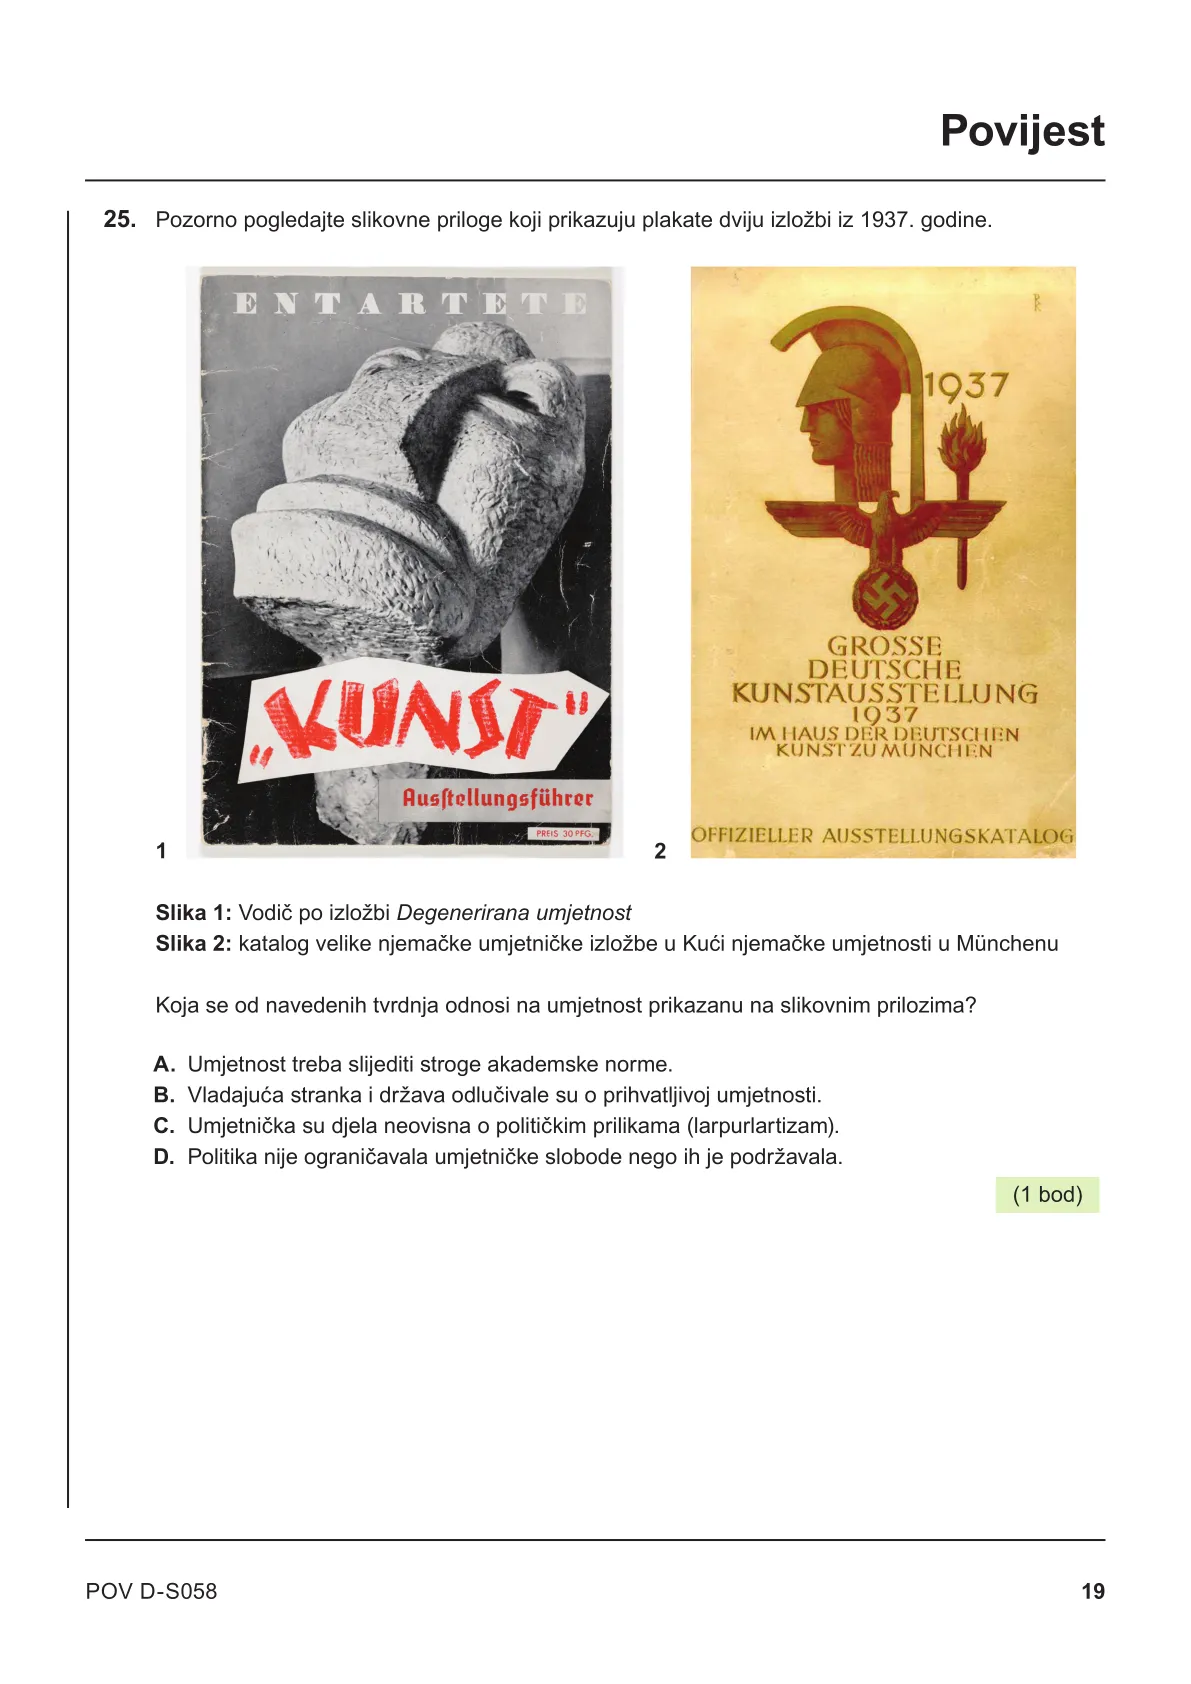 Povijest
25. Pozorno pogledajte slikovne priloge koji prikazuju plakate dviju izložbi iz 1937. godine.
ENTARTETE
„KUNST"
Ausſtellungsführer
PREIS 30 PFG.
1
1937
GROSSE
DEUTSCHE
KUNSTAUSSTELLUNG
1937
IM HAUS DER DEUTSCHEN
KUNST ZU MÜNCHEN
OFFIZIELLER AUSSTELLUNGSKATALOG
2
Slika 1: Vodič po izložbi Degenerirana umjetnost
Slika 2: katalog velike njemačke umjetničke izložbe u Kući njemačke umjetnosti u Münchenu
Koja se od navedenih tvrdnja odnosi na umjetnost prikazanu na slikovnim prilozima?
A. Umjetnost treba slijediti stroge akademske norme.
B. Vladajuća stranka i država odlučivale su o prihvatljivoj umjetnosti.
C. Umjetnička su djela neovisna o političkim prilikama (larpurlartizam).
D. Politika nije ograničavala umjetničke slobode nego ih je podržavala.
(1 bod)
POV D-S058
19